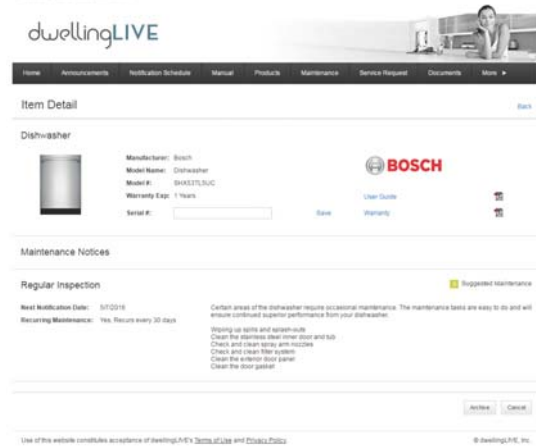 dwellingLIVE
Home Announcements Notification Schedule Manual Products Maintenance Service Request Documents More ►
Item Detail
Back
Dishwasher
Manufacturer: Bosch
BOSCH
Model Name: Dishwasher
Model #: SHX53TL5UC
Warranty Exp: 1 Years
User Guide
Serial #:
Save
Warranty
Maintenance Notices
Regular Inspection
Suggested Maintenance
Next Notification Date: 5/7/2016
Recurring Maintenance: Yes. Recurs every 30 days
Certain areas of the dishwasher require occasional maintenance. The maintenance tasks are easy to do and will
ensure continued superior performance from your dishwasher.
Wiping up spills and splash-outs
Clean the stainless steel inner door and tub
Check and clean spray arm nozzles
Check and clean filter system
Clean the exterior door panel
Clean the door gasket
Archive Cancel
Use of this website constitutes acceptance of dwellingLIVE's Terms of Use and Privacy Policy.
© dwellingLIVE, Inc.